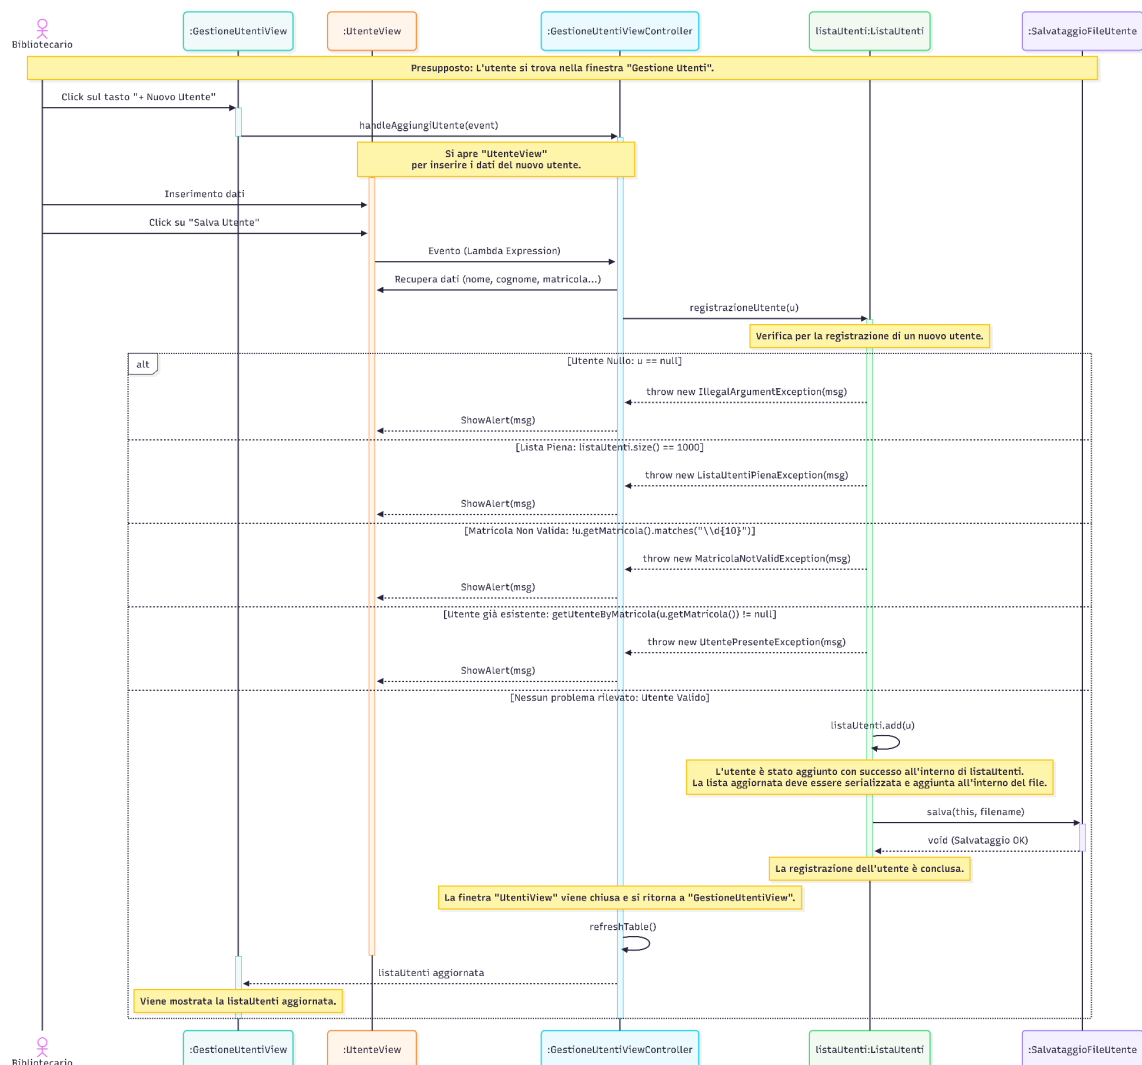 Bibliotecario
:GestioneUtentiView
:UtenteView
:GestioneUtentiViewController
listaUtenti:ListaUtenti
:SalvataggioFileUtente
Presupposto: L'utente si trova nella finestra "Gestione Utenti".
Click sul tasto "+ Nuovo Utente"
handleAggiungiUtente(event)
Si apre "UtenteView"
per inserire i dati del nuovo utente.
Inserimento dati
Click su "Salva Utente"
Evento (Lambda Expression)
Recupera dati (nome, cognome, matricola...)
registrazioneUtente(u)
Verifica per la registrazione di un nuovo utente.
alt
[Utente Nullo: u == null]
throw new IllegalArgumentException(msg)
ShowAlert(msg)
[Lista Piena: listaUtenti.size() == 1000]
throw new ListaUtentiPienaException(msg)
ShowAlert(msg)
[Matricola Non Valida: !u.getMatricola().matches("\\d{10}")]
throw new MatricolaNotValidException(msg)
ShowAlert(msg)
[Utente già esistente: getUtenteByMatricola(u.getMatricola()) != null]
throw new UtentePresenteException(msg)
ShowAlert(msg)
[Nessun problema rilevato: Utente Valido]
listaUtenti.add(u)
L'utente è stato aggiunto con successo all'interno di listaUtenti.
La lista aggiornata deve essere serializzata e aggiunta all'interno del file.
salva(this, filename)
void (Salvataggio OK)
La registrazione dell'utente è conclusa.
La finetra "UtentiView" viene chiusa e si ritorna a "GestioneUtentiView".
refreshTable()
listaUtenti aggiornata
Viene mostrata la listaUtenti aggiornata.
Bibliotecario
:GestioneUtentiView
:UtenteView
:GestioneUtentiViewController
listaUtenti:ListaUtenti
:SalvataggioFileUtente